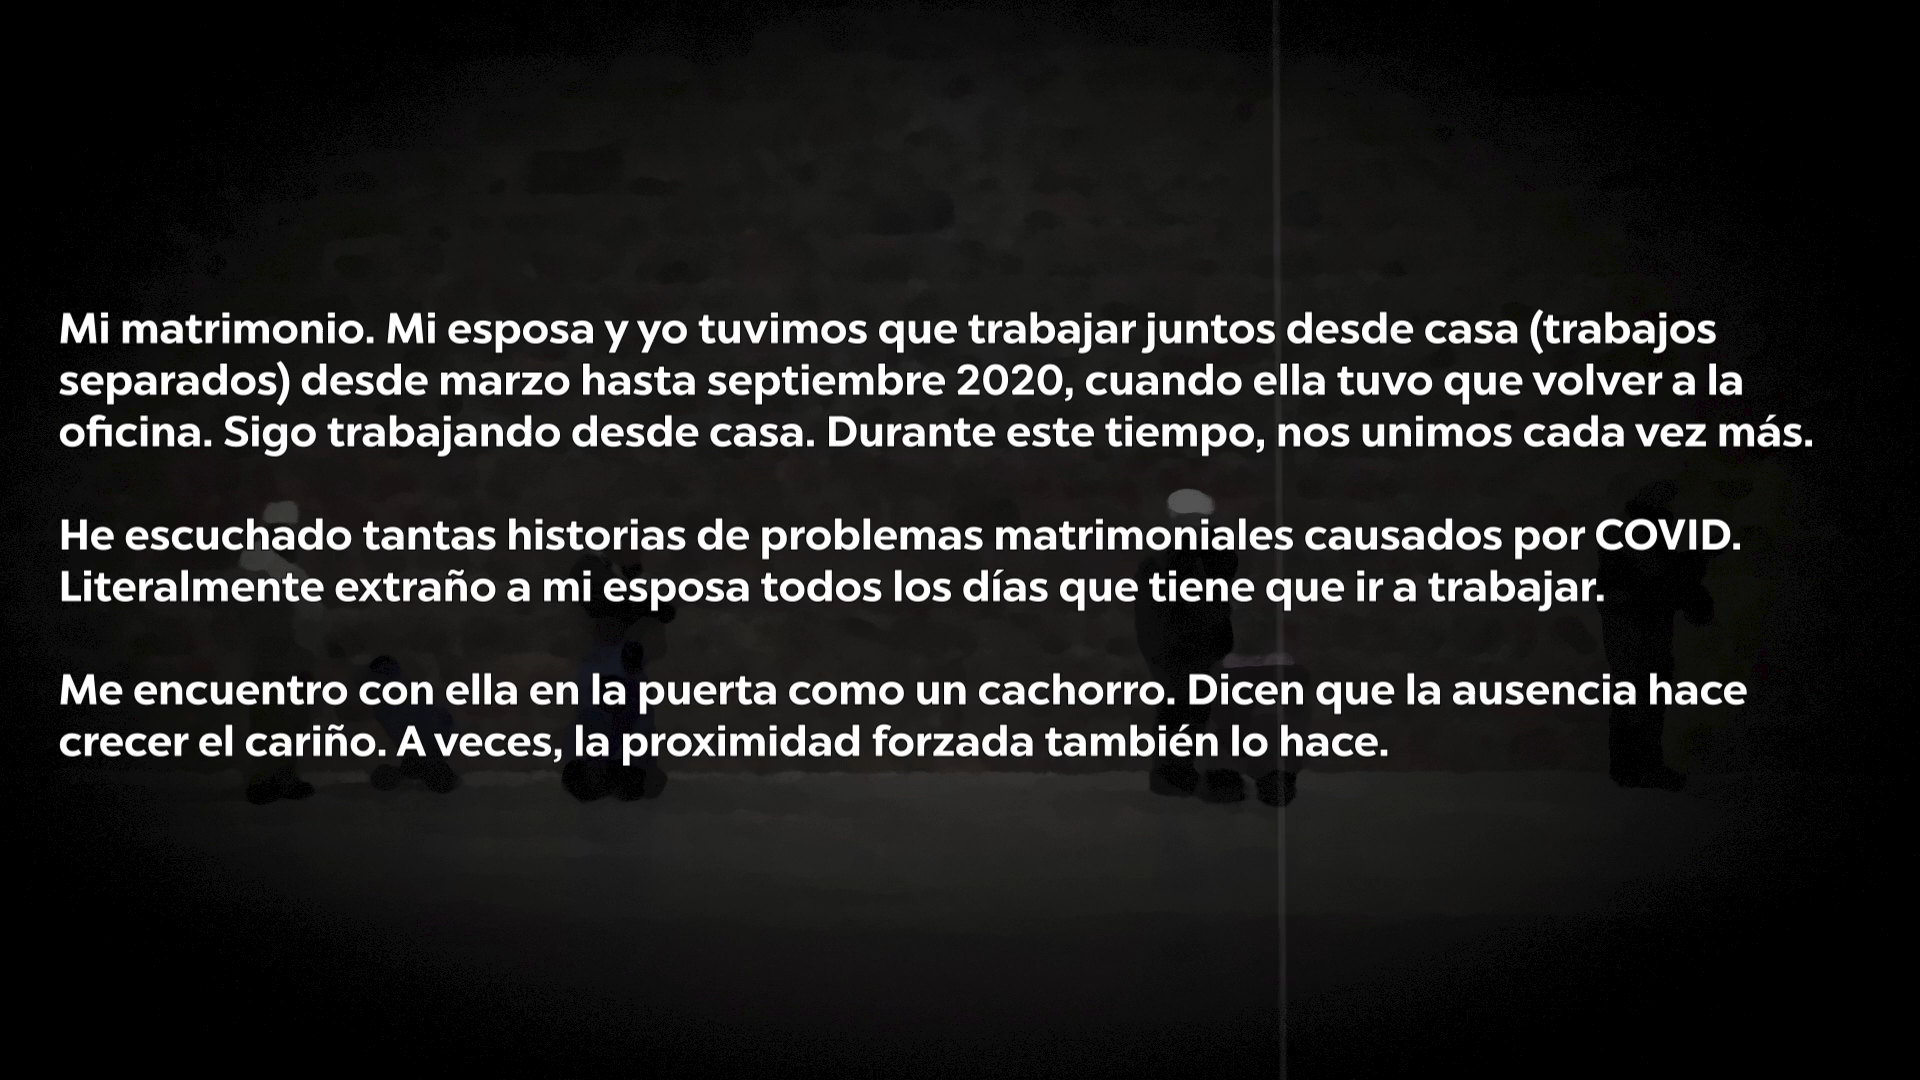 Mi matrimonio. Mi esposa y yo tuvimos que trabajar juntos desde casa (trabajos
separados) desde marzo hasta septiembre 2020, cuando ella tuvo que volver a la
oficina. Sigo trabajando desde casa. Durante este tiempo, nos unimos cada vez más.
He escuchado tantas historias de problemas matrimoniales causados por COVID.
Literalmente extraño a mi esposa todos los días que tiene que ir a trabajar.
Me encuentro con ella en la puerta como un cachorro. Dicen que la ausencia hace
crecer el cariño. A veces, la proximidad forzada también lo hace.